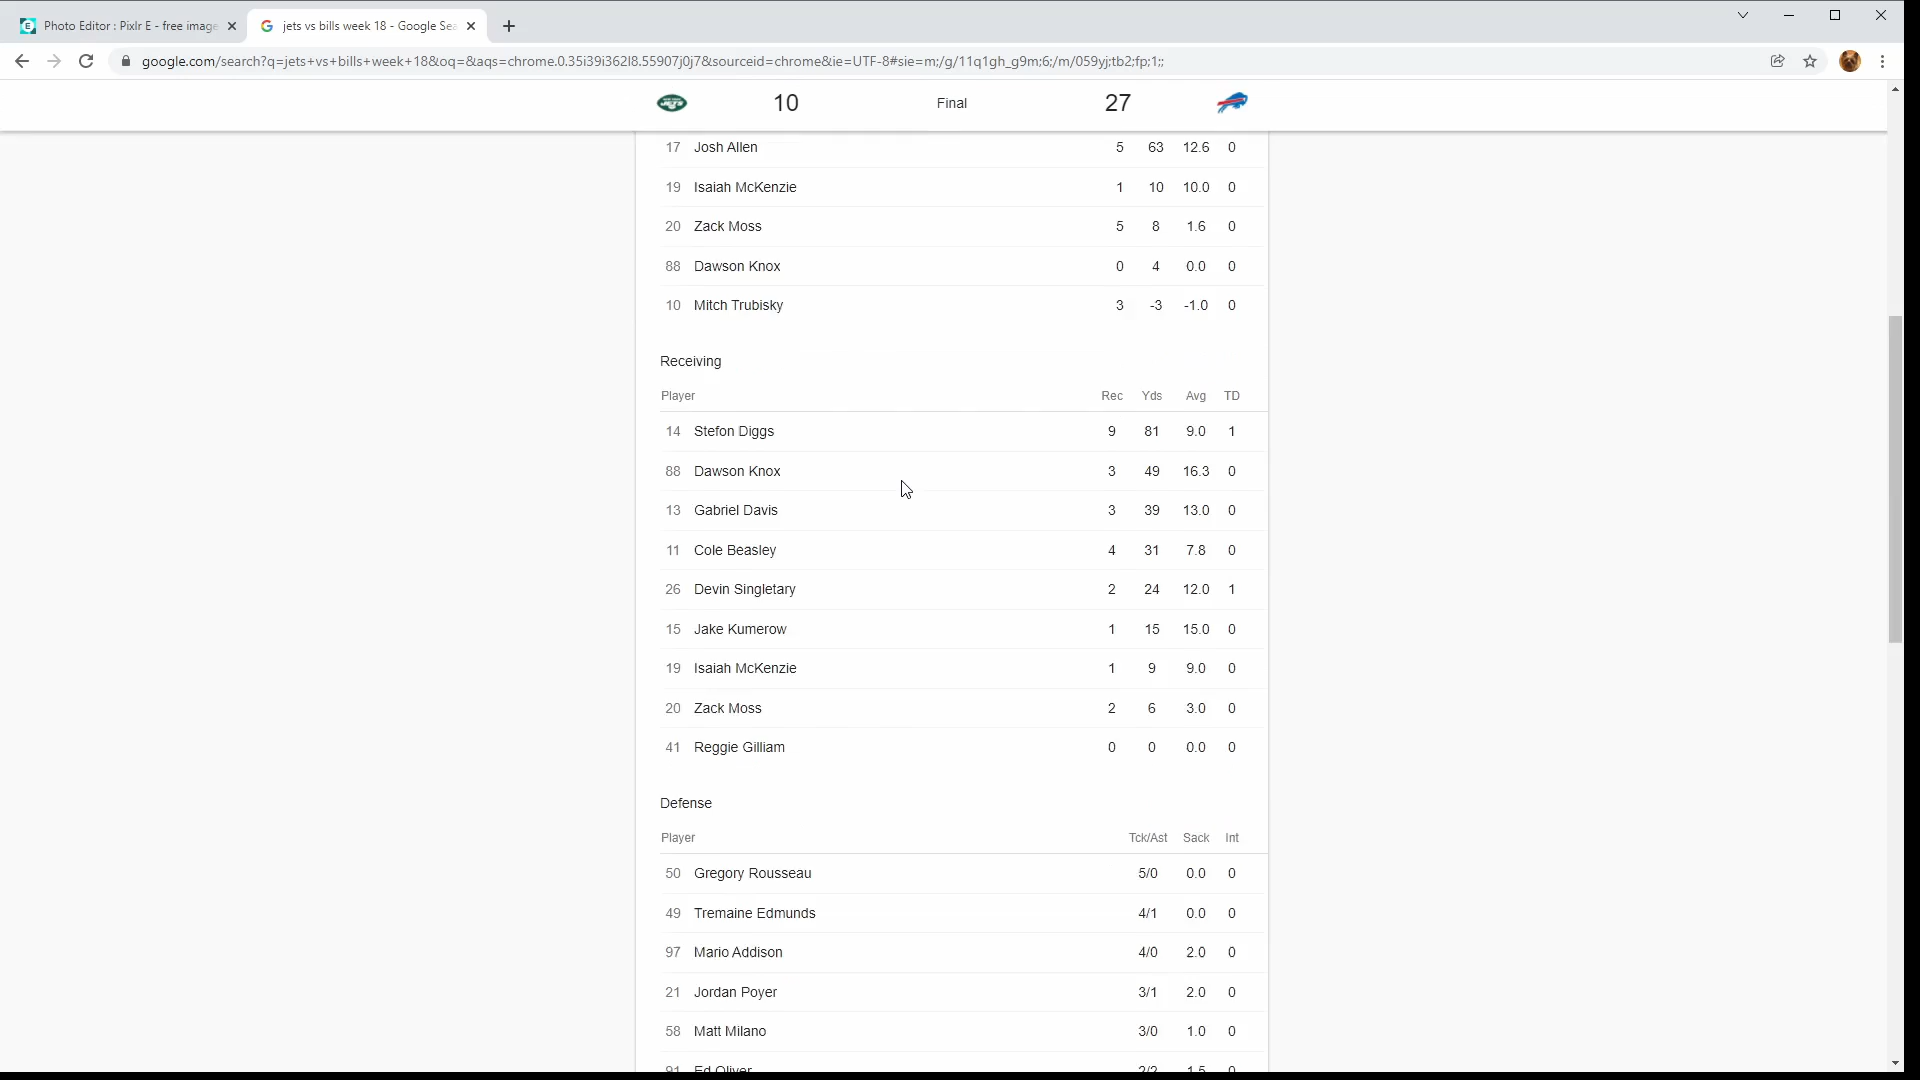 Photo Editor : Pixlr E - free image
jets vs bills week 18 - Google Sea
google.com/search?q=jets+vs+bills+week+18&oq=&aqs=chrome.0.35i39i362l8.55907j0j7&sourceid=chrome&ie=UTF-8#sie=m;/g/11q1gh_g9m;6;/m/059yj;tb2;fp;1;;
JETS 10 Final 27
17 Josh Allen 5 63 12.6 0
19 Isaiah McKenzie 1 10 10.0 0
20 Zack Moss 5 8 1.6 0
88 Dawson Knox 0 4 0.0 0
10 Mitch Trubisky 3 -3 -1.0 0
Receiving
Player Rec Yds Avg TD
14 Stefon Diggs 9 81 9.0 1
88 Dawson Knox 3 49 16.3 0
13 Gabriel Davis 3 39 13.0 0
11 Cole Beasley 4 31 7.8 0
26 Devin Singletary 2 24 12.0 1
15 Jake Kumerow 1 15 15.0 0
19 Isaiah McKenzie 1 9 9.0 0
20 Zack Moss 2 6 3.0 0
41 Reggie Gilliam 0 0 0.0 0
Defense
Player Tck/Ast Sack Int
50 Gregory Rousseau 5/0 0.0 0
49 Tremaine Edmunds 4/1 0.0 0
97 Mario Addison 4/0 2.0 0
21 Jordan Poyer 3/1 2.0 0
58 Matt Milano 3/0 1.0 0
91 Ed Oliver 2/2 1.5 0